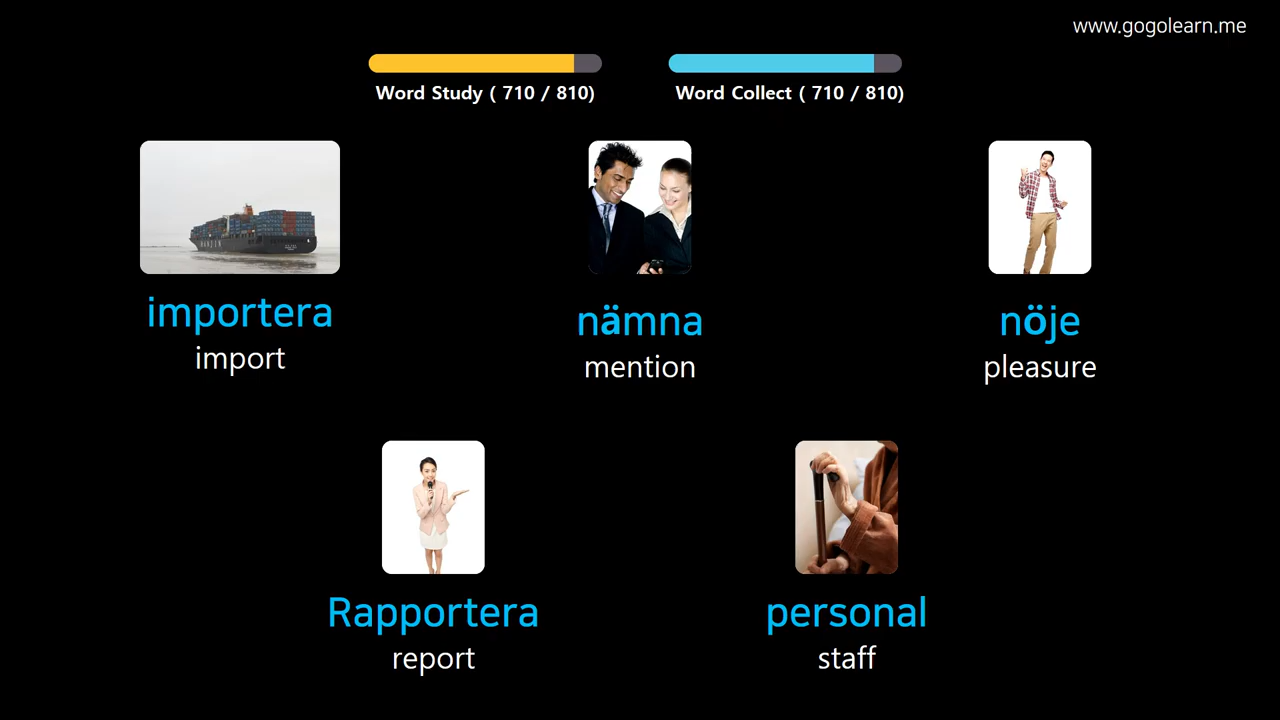 www.gogolearn.me
Word Study ( 710 / 810)
Word Collect ( 710 / 810)
importera
import
nämna
mention
nöje
pleasure
Rapportera
report
personal
staff